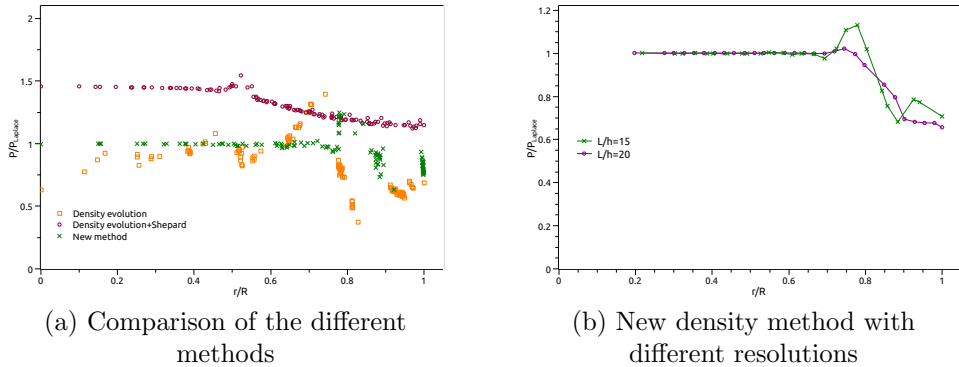 2
1.5
1
0.5
0
P/PLaplace
Density evolution
Density evolution+Shepard
New method
0
0.2
0.4
0.6
0.8
1
r/R
(a) Comparison of the different
methods
1.2
1
0.8
0.6
0.4
0.2
0
P/PLaplace
L/h=15
L/h=20
0
0.2
0.4
0.6
0.8
1
r/R
(b) New density method with
different resolutions